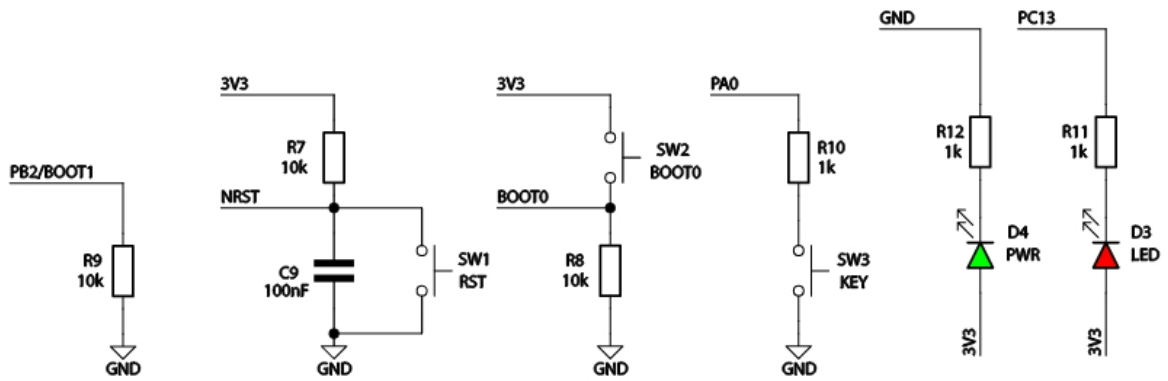 PB2/BOOT1
R9
10k
GND
3V3
R7
10k
NRST
C9
100nF
SW1
RST
GND
3V3
SW2
BOOT0
BOOT0
R8
10k
GND
PA0
R10
1k
SW3
KEY
GND
GND
R12
1k
D4
PWR
3V3
PC13
R11
1k
D3
LED
3V3